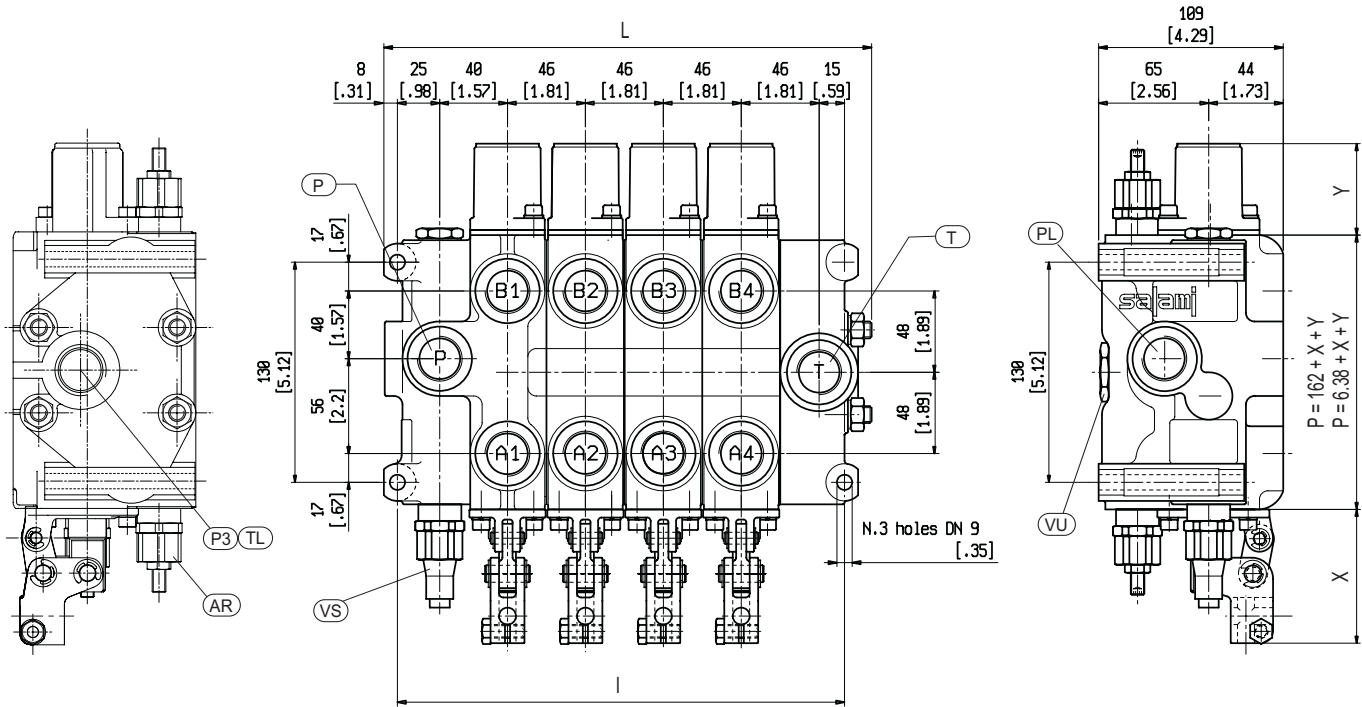 L
8
[.31]
25
[.98]
40
[1.57]
46
[1.81]
46
[1.81]
46
[1.81]
46
[1.81]
15
[.59]
109
[4.29]
65
[2.56]
44
[1.73]
P
17
[.67]
40
[1.57]
130
[5.12]
56
[2.2]
17
[.67]
B1
B2
B3
B4
P
T
A1
A2
A3
A4
T
48
[1.89]
48
[1.89]
N.3 holes DN 9
[.35]
VS
I
P3
TL
AR
PL
salami
VU
130
[5.12]
Y
P = 162 + X + Y
P = 6.38 + X + Y
X